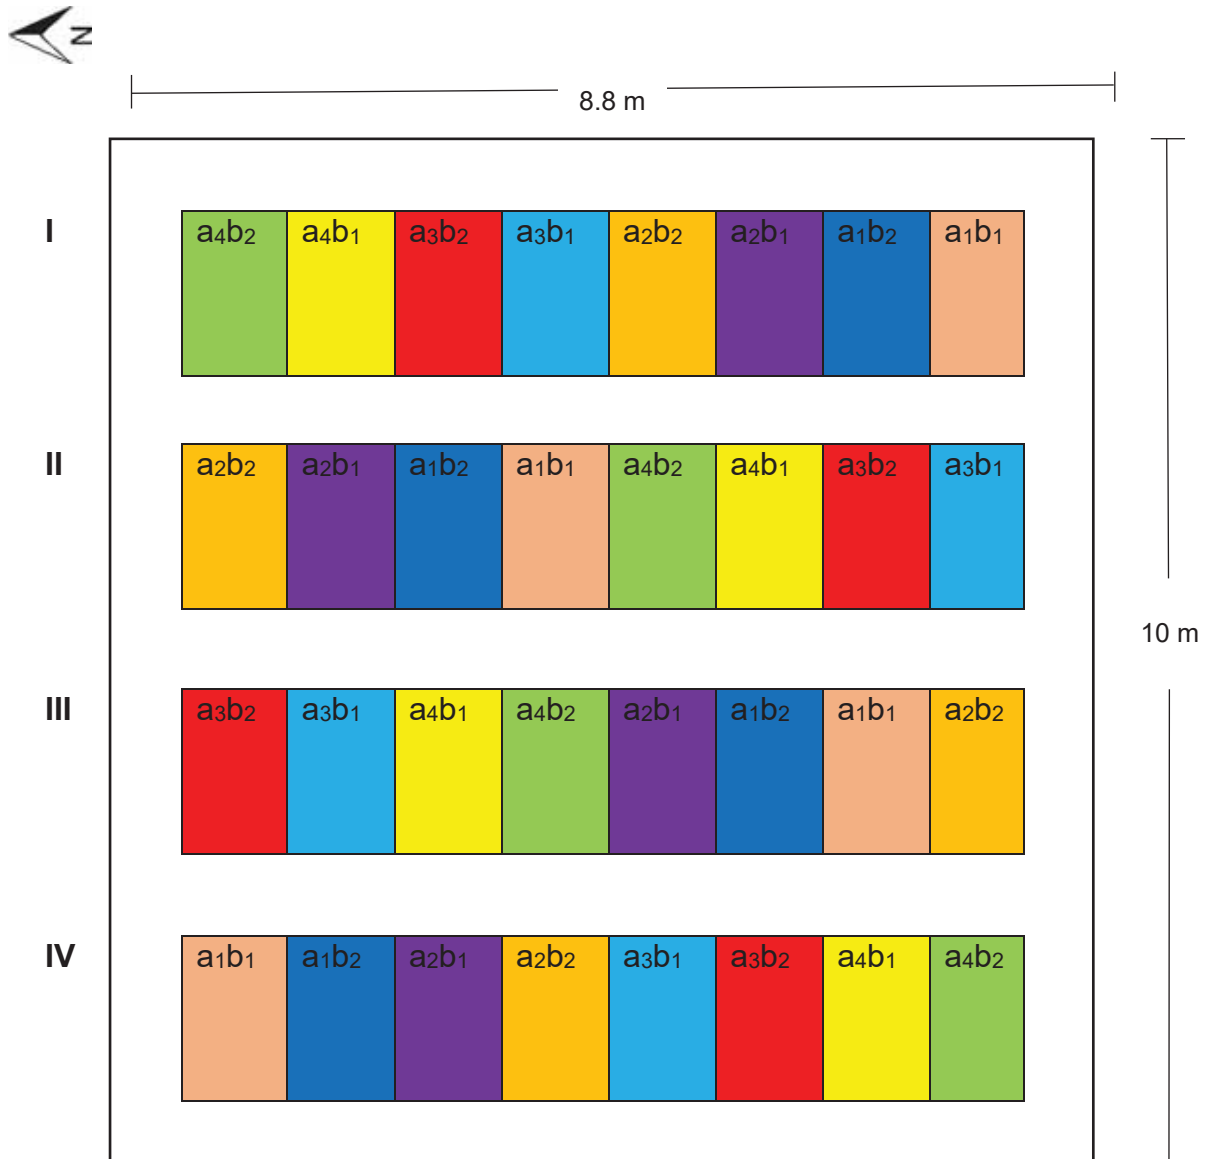 N
8.8 m
I a₄b₂ a₄b₁ a₃b₂ a₃b₁ a₂b₂ a₂b₁ a₁b₂ a₁b₁
II a₂b₂ a₂b₁ a₁b₂ a₁b₁ a₄b₂ a₄b₁ a₃b₂ a₃b₁
10 m
III a₃b₂ a₃b₁ a₄b₁ a₄b₂ a₂b₁ a₁b₂ a₁b₁ a₂b₂
IV a₁b₁ a₁b₂ a₂b₁ a₂b₂ a₃b₁ a₃b₂ a₄b₁ a₄b₂